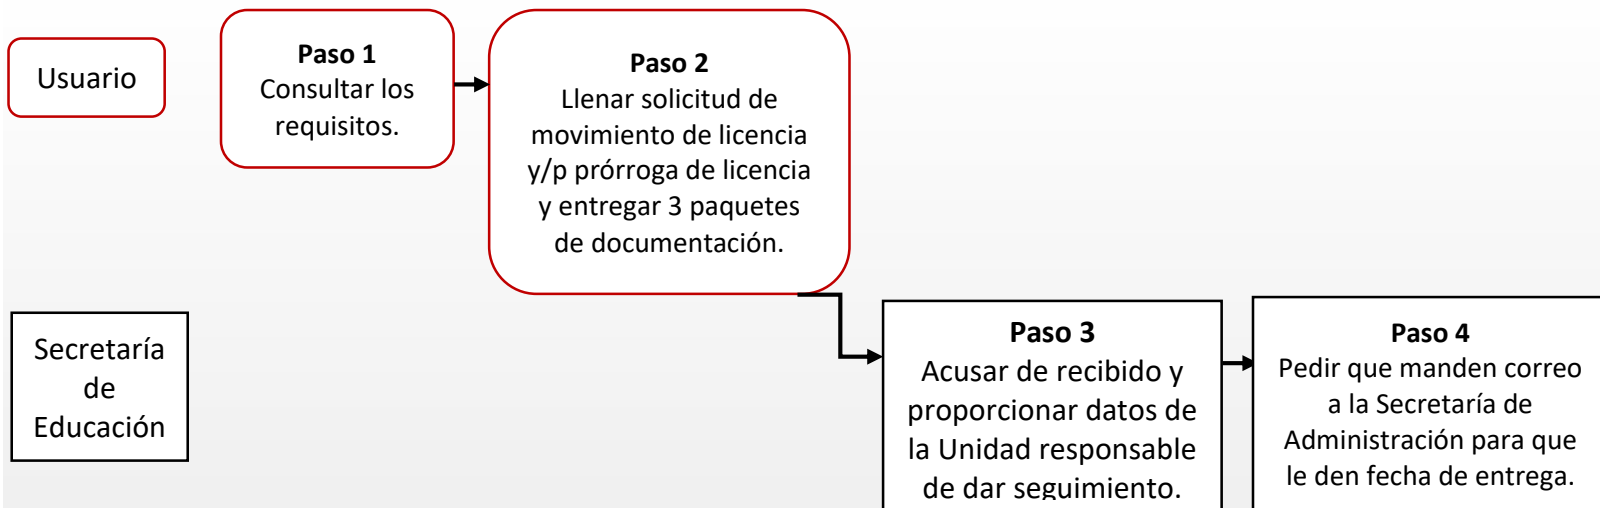 Usuario
Paso 1
Consultar los
requisitos.
Paso 2
Llenar solicitud de
movimiento de licencia
y/p prórroga de licencia
y entregar 3 paquetes
de documentación.
Secretaría
de
Educación
Paso 3
Acusar de recibido y
proporcionar datos de
la Unidad responsable
de dar seguimiento.
Paso 4
Pedir que manden correo
a la Secretaría de
Administración para que
le den fecha de entrega.